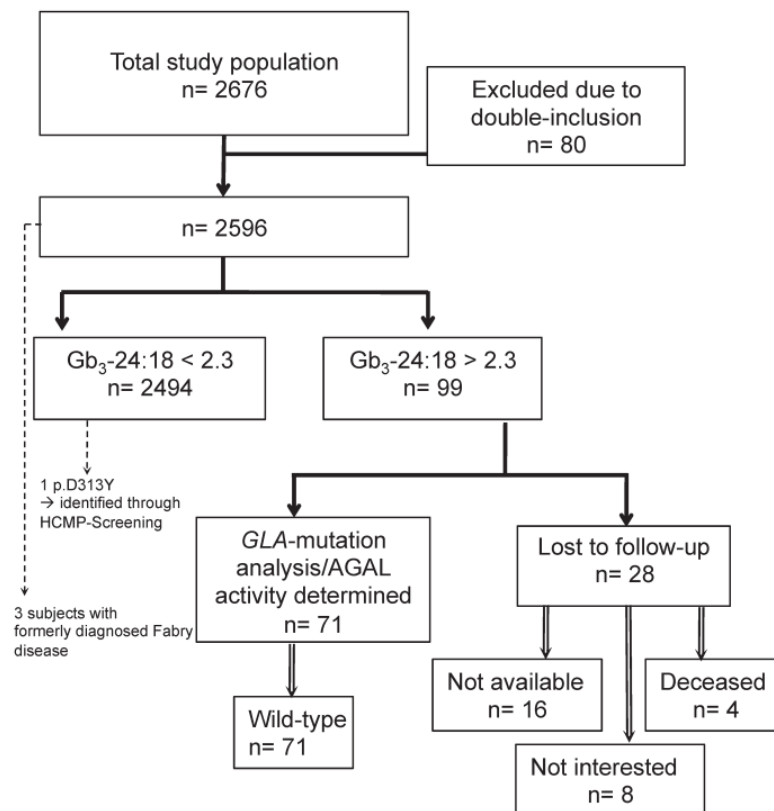 Total study population
n= 2676
Excluded due to
double-inclusion
n= 80
n= 2596
Gb₃-24:18 < 2.3
n= 2494
Gb₃-24:18 > 2.3
n= 99
1 p.D313Y
→ identified through
HCMP-Screening
3 subjects with
formerly diagnosed Fabry
disease
GLA-mutation
analysis/AGAL
activity determined
n= 71
Lost to follow-up
n= 28
Wild-type
n= 71
Not available
n= 16
Deceased
n= 4
Not interested
n= 8